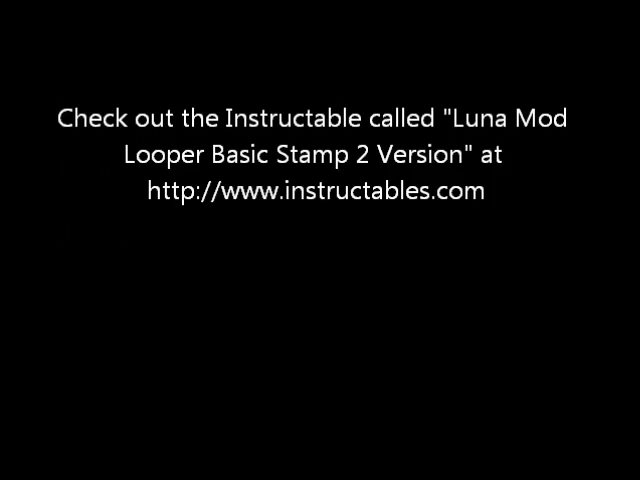 Check out the Instructable called "Luna Mod
Looper Basic Stamp 2 Version" at
http://www.instructables.com